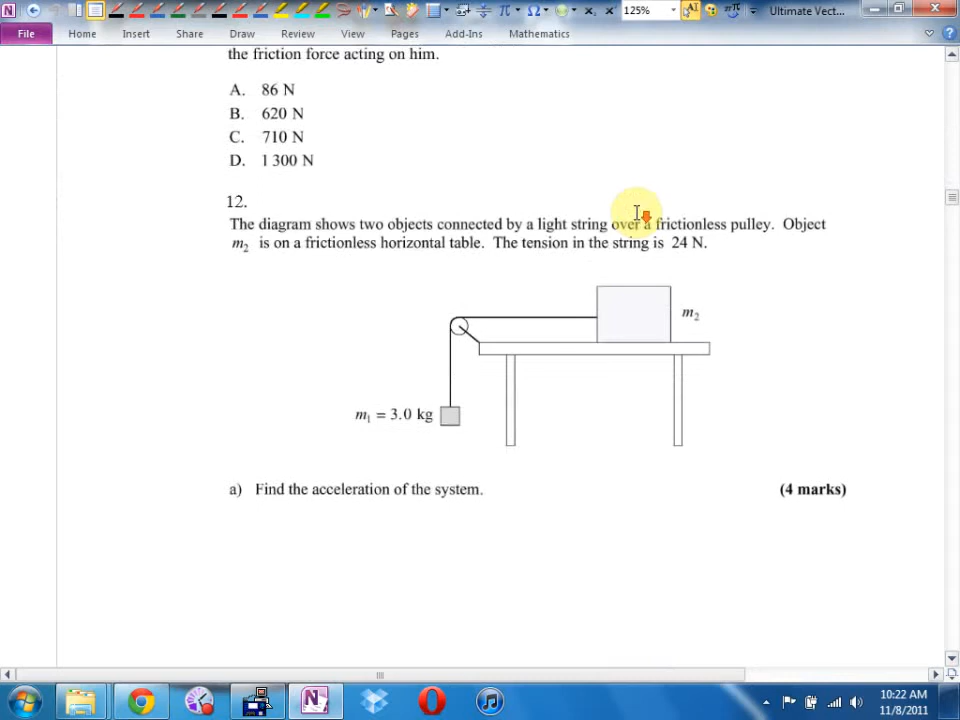 125%
Ultimate Vect...
File Home Insert Share Draw Review View Pages Add-Ins Mathematics
the friction force acting on him.
A. 86 N
B. 620 N
C. 710 N
D. 1 300 N
12.
The diagram shows two objects connected by a light string over a frictionless pulley. Object
m₂ is on a frictionless horizontal table. The tension in the string is 24 N.
m₂
m₁ = 3.0 kg
a) Find the acceleration of the system. (4 marks)
10:22 AM
11/8/2011